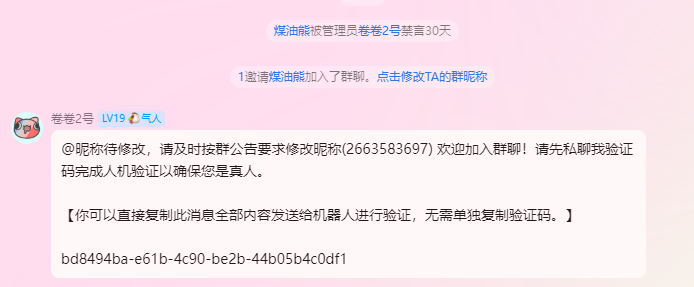 煤油熊被管理员卷卷2号禁言30天
1邀请煤油熊加入了群聊。点击修改TA的群昵称
卷卷2号 LV19 气人
@昵称待修改，请及时按群公告要求修改昵称(2663583697) 欢迎加入群聊！请先私聊我验证
码完成人机验证以确保您是真人。
【你可以直接复制此消息全部内容发送给机器人进行验证，无需单独复制验证码。】
bd8494ba-e61b-4c90-be2b-44b05b4c0df1